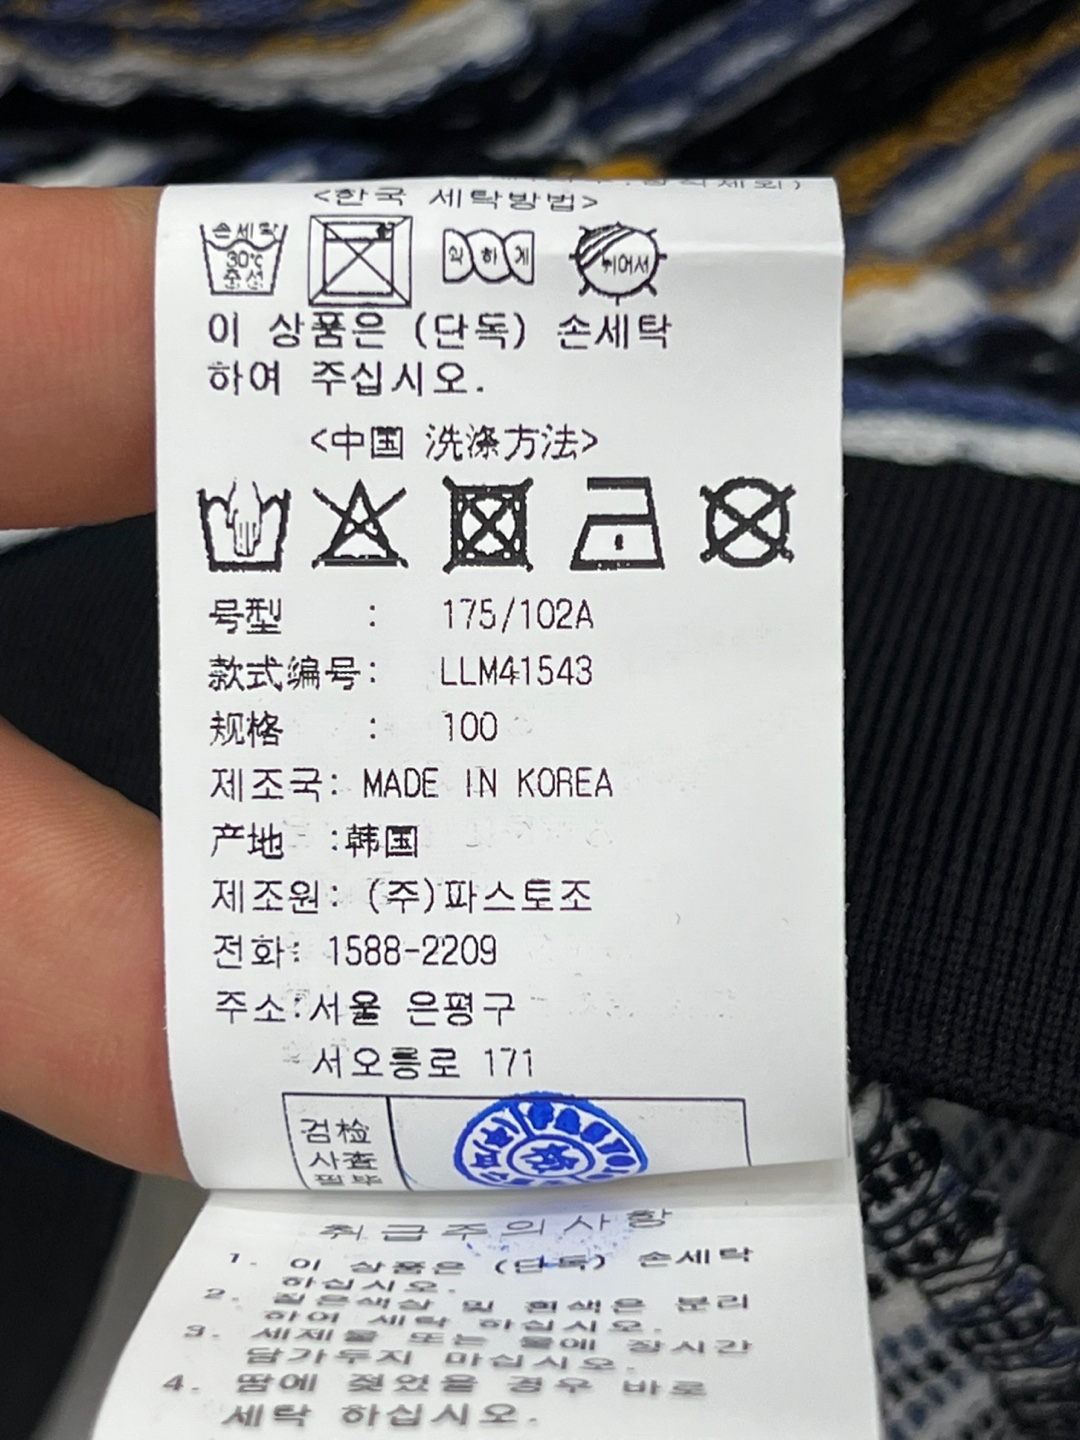 <한국 세탁방법>
손세탁
30℃
중성
약하게
뉘어서
이 상품은 (단독) 손세탁
하여 주십시오.
<中国 洗涤方法>
号型 : 175/102A
款式编号: LLM41543
规格 : 100
제조국: MADE IN KOREA
产地 :韩国
제조원: (주)파스토조
전화: 1588-2209
주소:서울 은평구
서오릉로 171
검检
사查
필
취급주의사항
1. 이 상품은 (단독) 손세탁
하십시오.
2. 짙은색상 및 흰색은 분리
하여 세탁 하십시오.
3. 세제물 또는 물에 장시간
담가두지 마십시오.
4. 땀에 젖었을 경우 바로
세탁 하십시오.